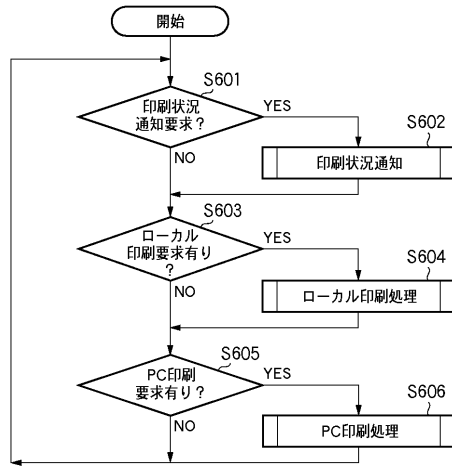 開始
S601
印刷状況
通知要求?
YES
S602
印刷状況通知
NO
S603
ローカル
印刷要求有り
?
YES
S604
ローカル印刷処理
NO
S605
PC印刷
要求有り?
YES
S606
PC印刷処理
NO